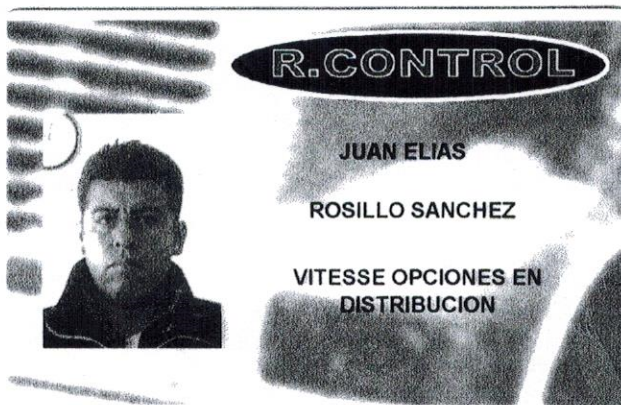 R.CONTROL
JUAN ELIAS
ROSILLO SANCHEZ
VITESSE OPCIONES EN
DISTRIBUCION